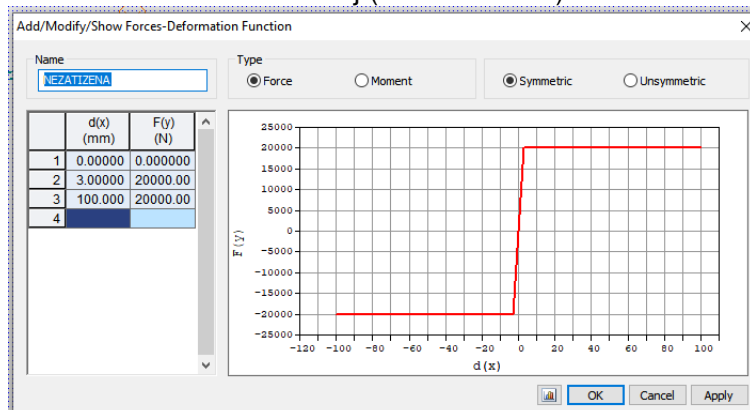 Add/Modify/Show Forces-Deformation Function
Name
NEZATIZENA
Type
Force
Moment
Symmetric
Unsymmetric
d(x) (mm) F(y) (N)
1 0.00000 0.000000
2 3.00000 20000.00
3 100.000 20000.00
4
25000
20000
15000
10000
5000
0
-5000
-10000
-15000
-20000
-25000
F(y)
-120 -100 -80 -60 -40 -20 0 20 40 60 80 100
d(x)
OK Cancel Apply